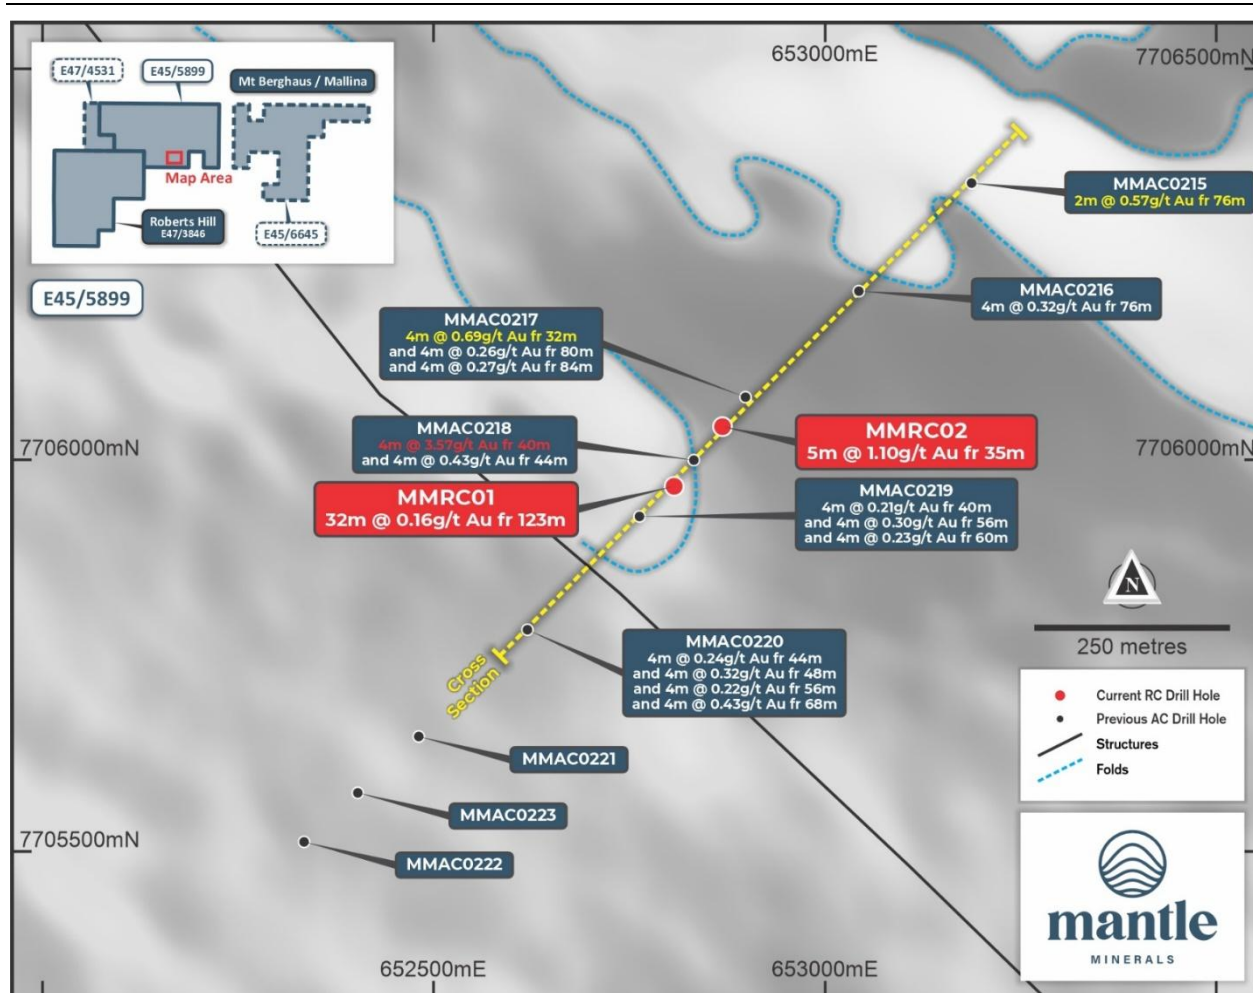 653000mE
7706500mN
E47/4531
E45/5899
Mt Berghaus / Mallina
Map Area
Roberts Hill
E47/3846
E45/6645
E45/5899
MMAC0215
2m @ 0.57g/t Au fr 76m
MMAC0216
4m @ 0.32g/t Au fr 76m
MMAC0217
4m @ 0.69g/t Au fr 32m
and 4m @ 0.26g/t Au fr 80m
and 4m @ 0.27g/t Au fr 84m
MMAC0218
4m @ 3.57g/t Au fr 40m
and 4m @ 0.43g/t Au fr 44m
MMRC02
5m @ 1.10g/t Au fr 35m
7706000mN
7706000mN
MMRC01
32m @ 0.16g/t Au fr 123m
MMAC0219
4m @ 0.21g/t Au fr 40m
and 4m @ 0.30g/t Au fr 56m
and 4m @ 0.23g/t Au fr 60m
N
250 metres
MMAC0220
4m @ 0.24g/t Au fr 44m
and 4m @ 0.32g/t Au fr 48m
and 4m @ 0.22g/t Au fr 56m
and 4m @ 0.43g/t Au fr 68m
Cross
Section
Current RC Drill Hole
Previous AC Drill Hole
Structures
Folds
MMAC0221
MMAC0223
7705500mN
MMAC0222
mantle
MINERALS
652500mE
653000mE